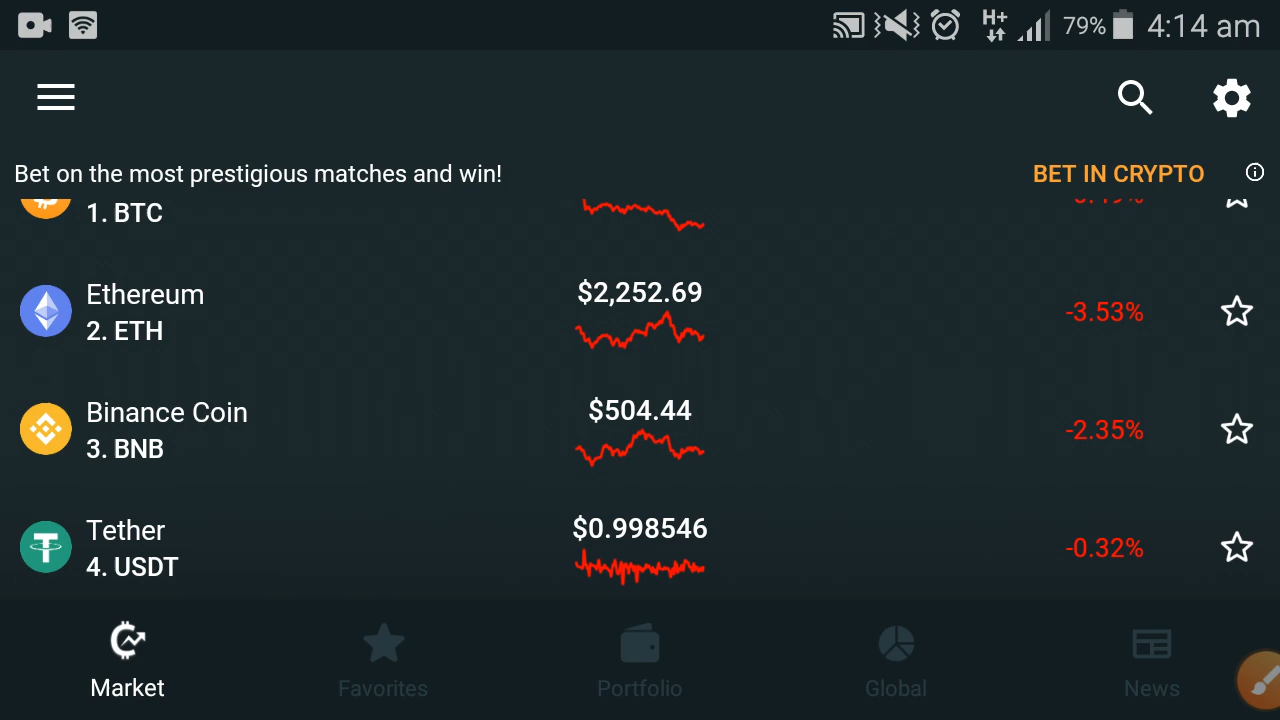 H+ 79% 4:14 am
Bet on the most prestigious matches and win! BET IN CRYPTO
1. BTC
Ethereum $2,252.69
2. ETH -3.53%
Binance Coin $504.44
3. BNB -2.35%
Tether $0.998546
4. USDT -0.32%
Market Favorites Portfolio Global News